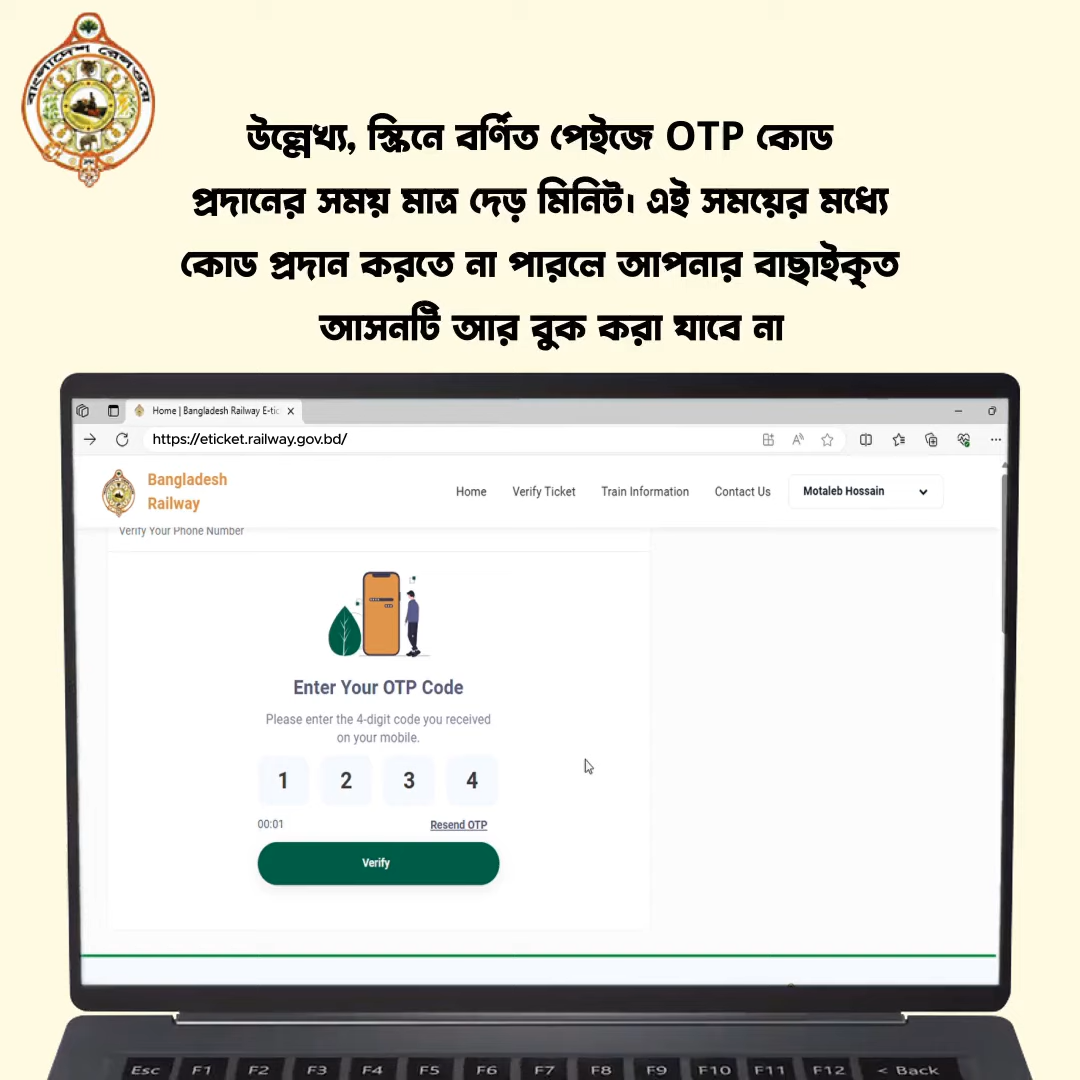 বাংলাদেশ রেলওয়ে
উল্লেখ্য, স্ক্রিনে বর্ণিত পেইজে OTP কোড
প্রদানের সময় মাত্র দেড় মিনিট। এই সময়ের মধ্যে
কোড প্রদান করতে না পারলে আপনার বাছাইকৃত
আসনটি আর বুক করা যাবে না
Home | Bangladesh Railway E-tic
https://eticket.railway.gov.bd/
Bangladesh
Railway
Home Verify Ticket Train Information Contact Us Motaleb Hossain
Verify Your Phone Number
Enter Your OTP Code
Please enter the 4-digit code you received
on your mobile.
1 2 3 4
00:01 Resend OTP
Verify
Esc F1 F2 F3 F4 F5 F6 F7 F8 F9 F10 F11 F12 < Back